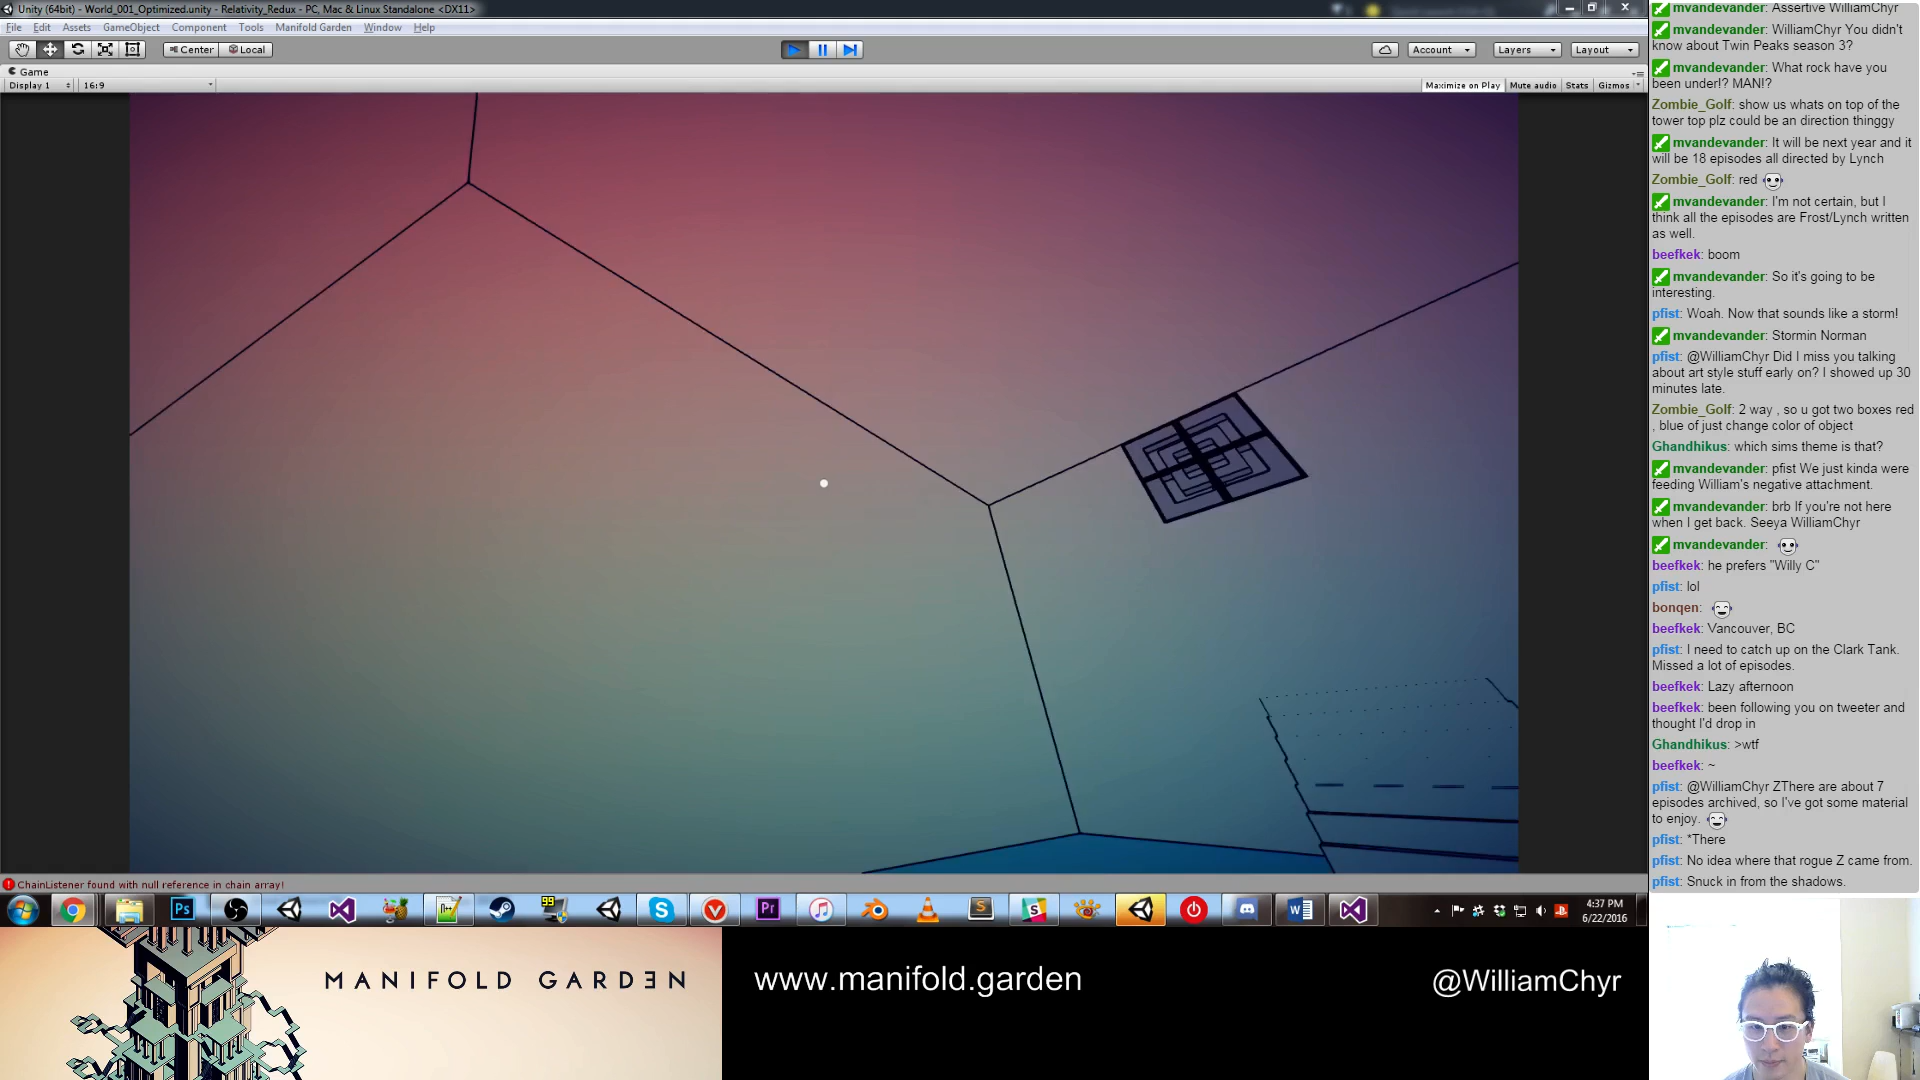 Unity (64bit) - World_001_Optimized.unity - Relativity_Redux - PC, Mac & Linux Standalone <DX11>
File Edit Assets GameObject Component Tools Manifold Garden Window Help
Center Local Account Layers Layout
Game
Display 1 16:9 Maximize on Play Mute audio Stats Gizmos
ChainListener found with null reference in chain array!
4:37 PM
6/22/2016
MANIFOLD GARDƎN
www.manifold.garden
@WilliamChyr
mvandevander: Assertive WilliamChyr
mvandevander: WilliamChyr You didn't
know about Twin Peaks season 3?
mvandevander: What rock have you
been under!? MAN!?
Zombie_Golf: show us whats on top of the
tower top plz could be an direction thinggy
mvandevander: It will be next year and it
will be 18 episodes all directed by Lynch
Zombie_Golf: red
mvandevander: I'm not certain, but I
think all the episodes are Frost/Lynch written
as well.
beefkek: boom
mvandevander: So it's going to be
interesting.
pfist: Woah. Now that sounds like a storm!
mvandevander: Stormin Norman
pfist: @WilliamChyr Did I miss you talking
about art style stuff early on? I showed up 30
minutes late.
Zombie_Golf: 2 way , so u got two boxes red
, blue of just change color of object
Ghandhikus: which sims theme is that?
mvandevander: pfist We just kinda were
feeding William's negative attachment.
mvandevander: brb If you're not here
when I get back. Seeya WilliamChyr
mvandevander:
beefkek: he prefers "Willy C"
pfist: lol
bonqen:
beefkek: Vancouver, BC
pfist: I need to catch up on the Clark Tank.
Missed a lot of episodes.
beefkek: Lazy afternoon
beefkek: been following you on tweeter and
thought I'd drop in
Ghandhikus: >wtf
beefkek: ~
pfist: @WilliamChyr ZThere are about 7
episodes archived, so I've got some material
to enjoy.
pfist: *There
pfist: No idea where that rogue Z came from.
pfist: Snuck in from the shadows.